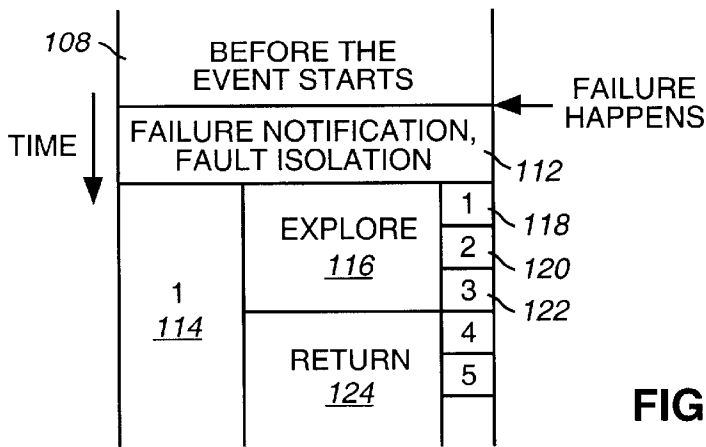 108
BEFORE THE
EVENT STARTS
FAILURE
HAPPENS
TIME
FAILURE NOTIFICATION,
FAULT ISOLATION
112
1
118
EXPLORE
2
120
116
3
122
1
114
4
RETURN
5
124
FIG